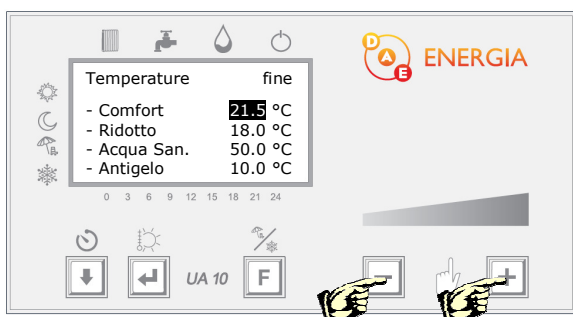 D
A
E
ENERGIA
Temperature fine
- Comfort 21.5 °C
- Ridotto 18.0 °C
- Acqua San. 50.0 °C
- Antigelo 10.0 °C
0 3 6 9 12 15 18 21 24
UA 10 F - +